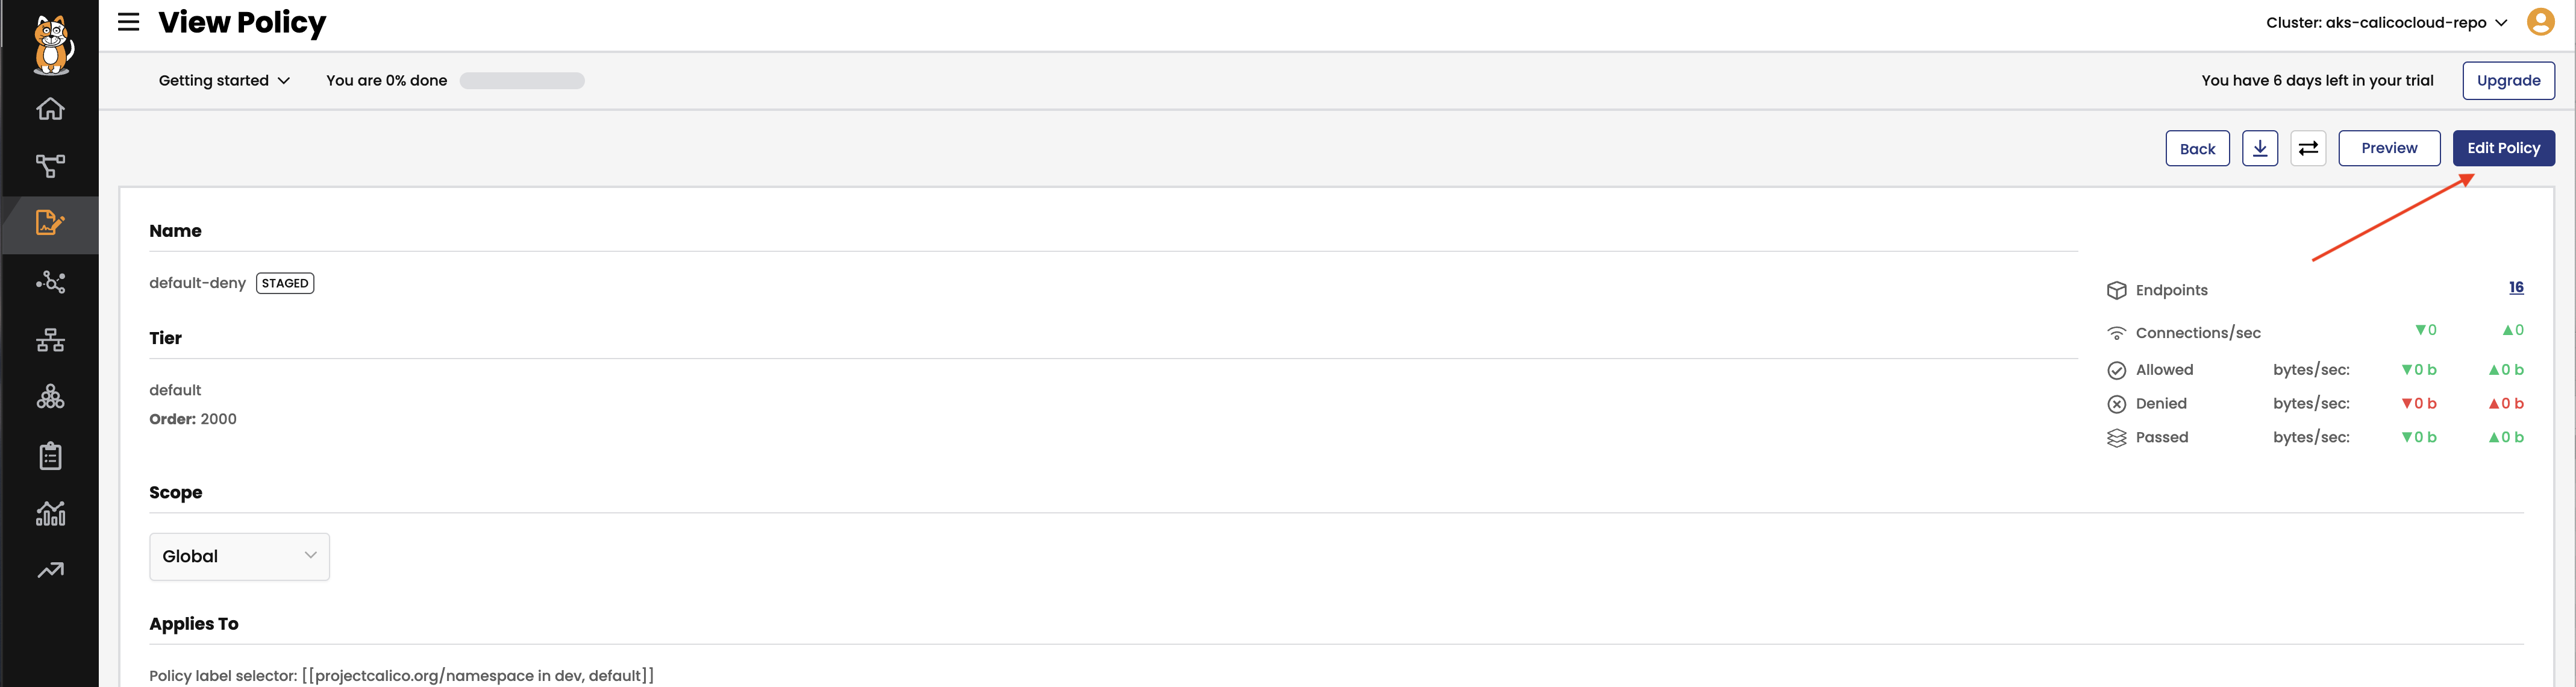 View Policy
Cluster: aks-calicocloud-repo
Getting started
You are 0% done
You have 6 days left in your trial
Upgrade
Back
Preview
Edit Policy
Name
default-deny STAGED
Endpoints 16
Connections/sec ▼0 ▲0
Tier
Allowed bytes/sec: ▼0 b ▲0 b
default
Denied bytes/sec: ▼0 b ▲0 b
Order: 2000
Passed bytes/sec: ▼0 b ▲0 b
Scope
Global
Applies To
Policy label selector: [[projectcalico.org/namespace in dev, default]]